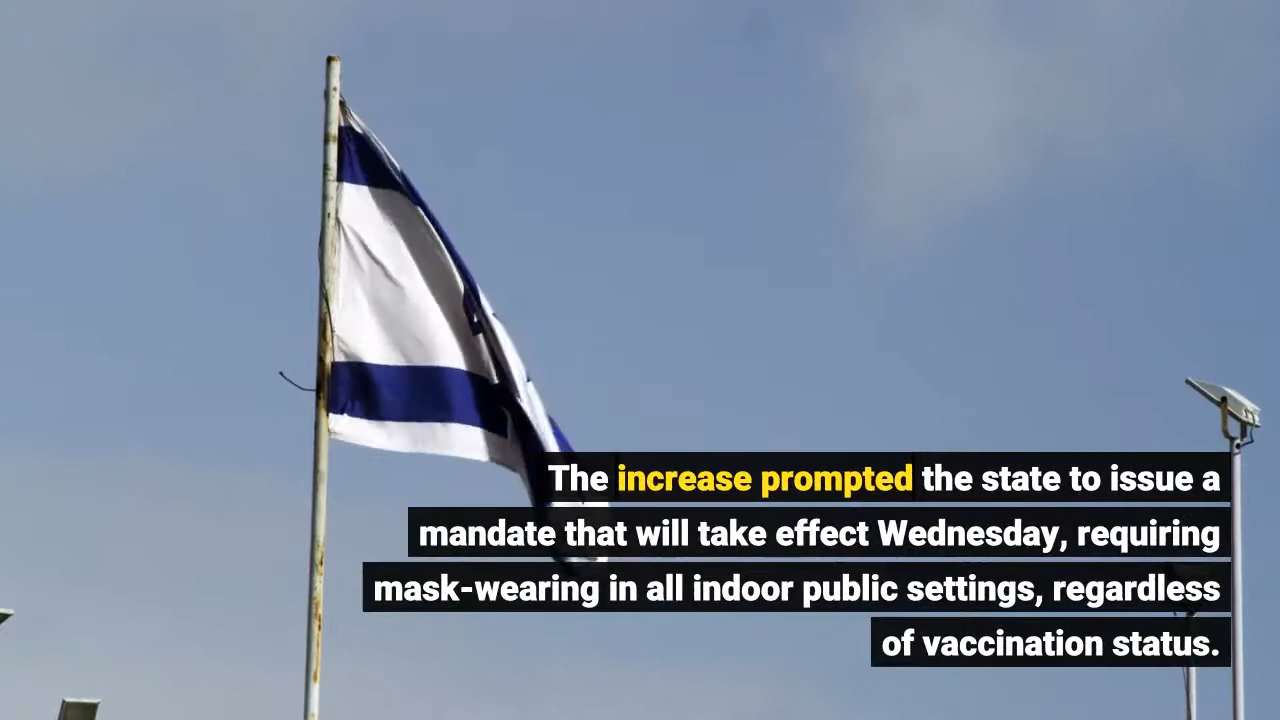 The increase prompted the state to issue a
mandate that will take effect Wednesday, requiring
mask-wearing in all indoor public settings, regardless
of vaccination status.